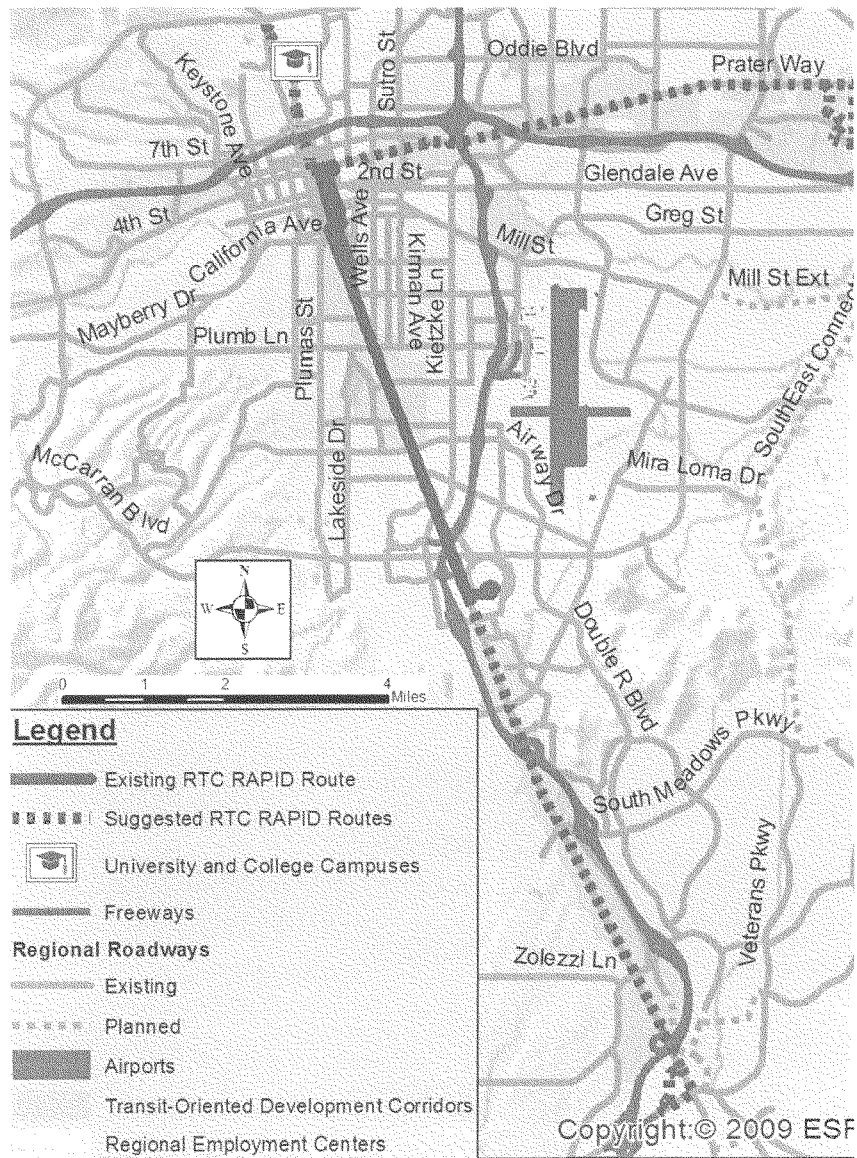 Oddie Blvd
Prater Way
Sutro St
Keystone Ave
7th St
2nd St
Glendale Ave
4th St
Greg St
California Ave
Wells Ave
Mill St
Kirman Ave
Kietzke Ln
Mill St Ext
Mayberry Dr
Plumb Ln
Plumas St
SouthEast Connect
Airway Dr
Mira Loma Dr
McCarran Blvd
Lakeside Dr
N
W
E
S
0 1 2 4
Miles
Double R Blvd
South Meadows Pkwy
Veterans Pkwy
Zolezzi Ln
Legend
Existing RTC RAPID Route
Suggested RTC RAPID Routes
University and College Campuses
Freeways
Regional Roadways
Existing
Planned
Airports
Transit-Oriented Development Corridors
Regional Employment Centers
Copyright:© 2009 ESR